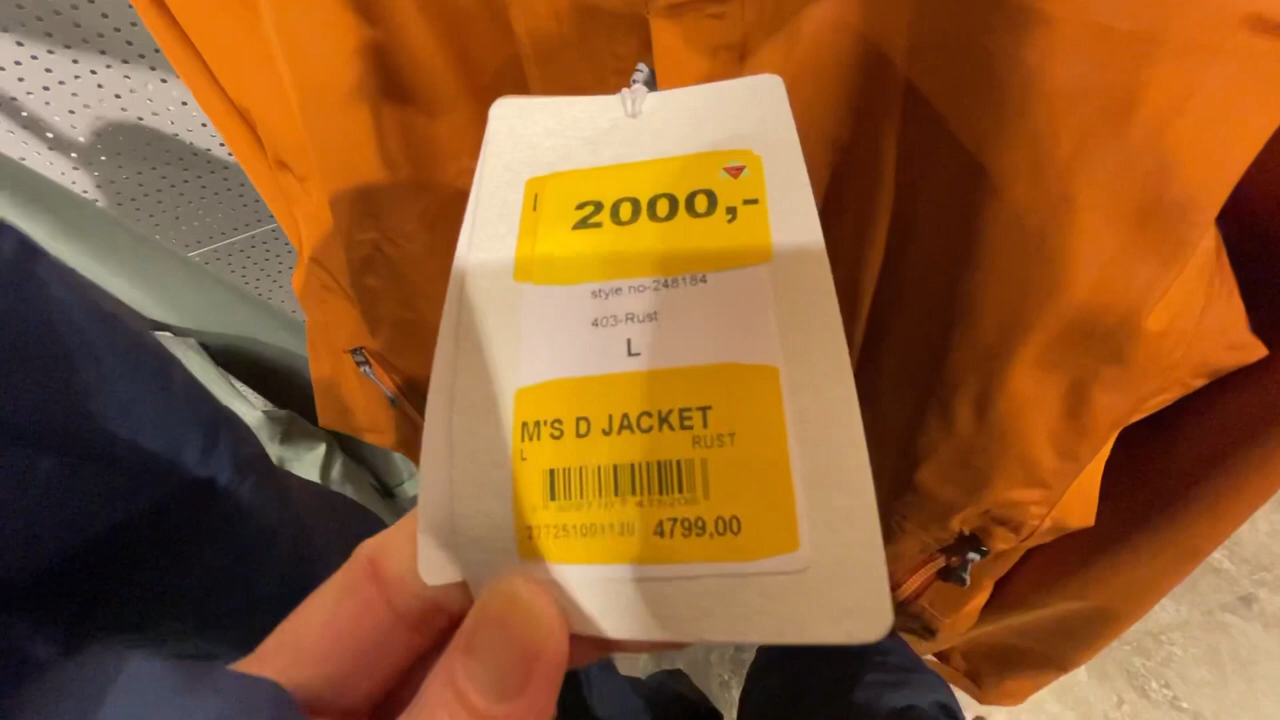 2000,-
style no-248184
403-Rust
L
M'S D JACKET
L RUST
4799,00